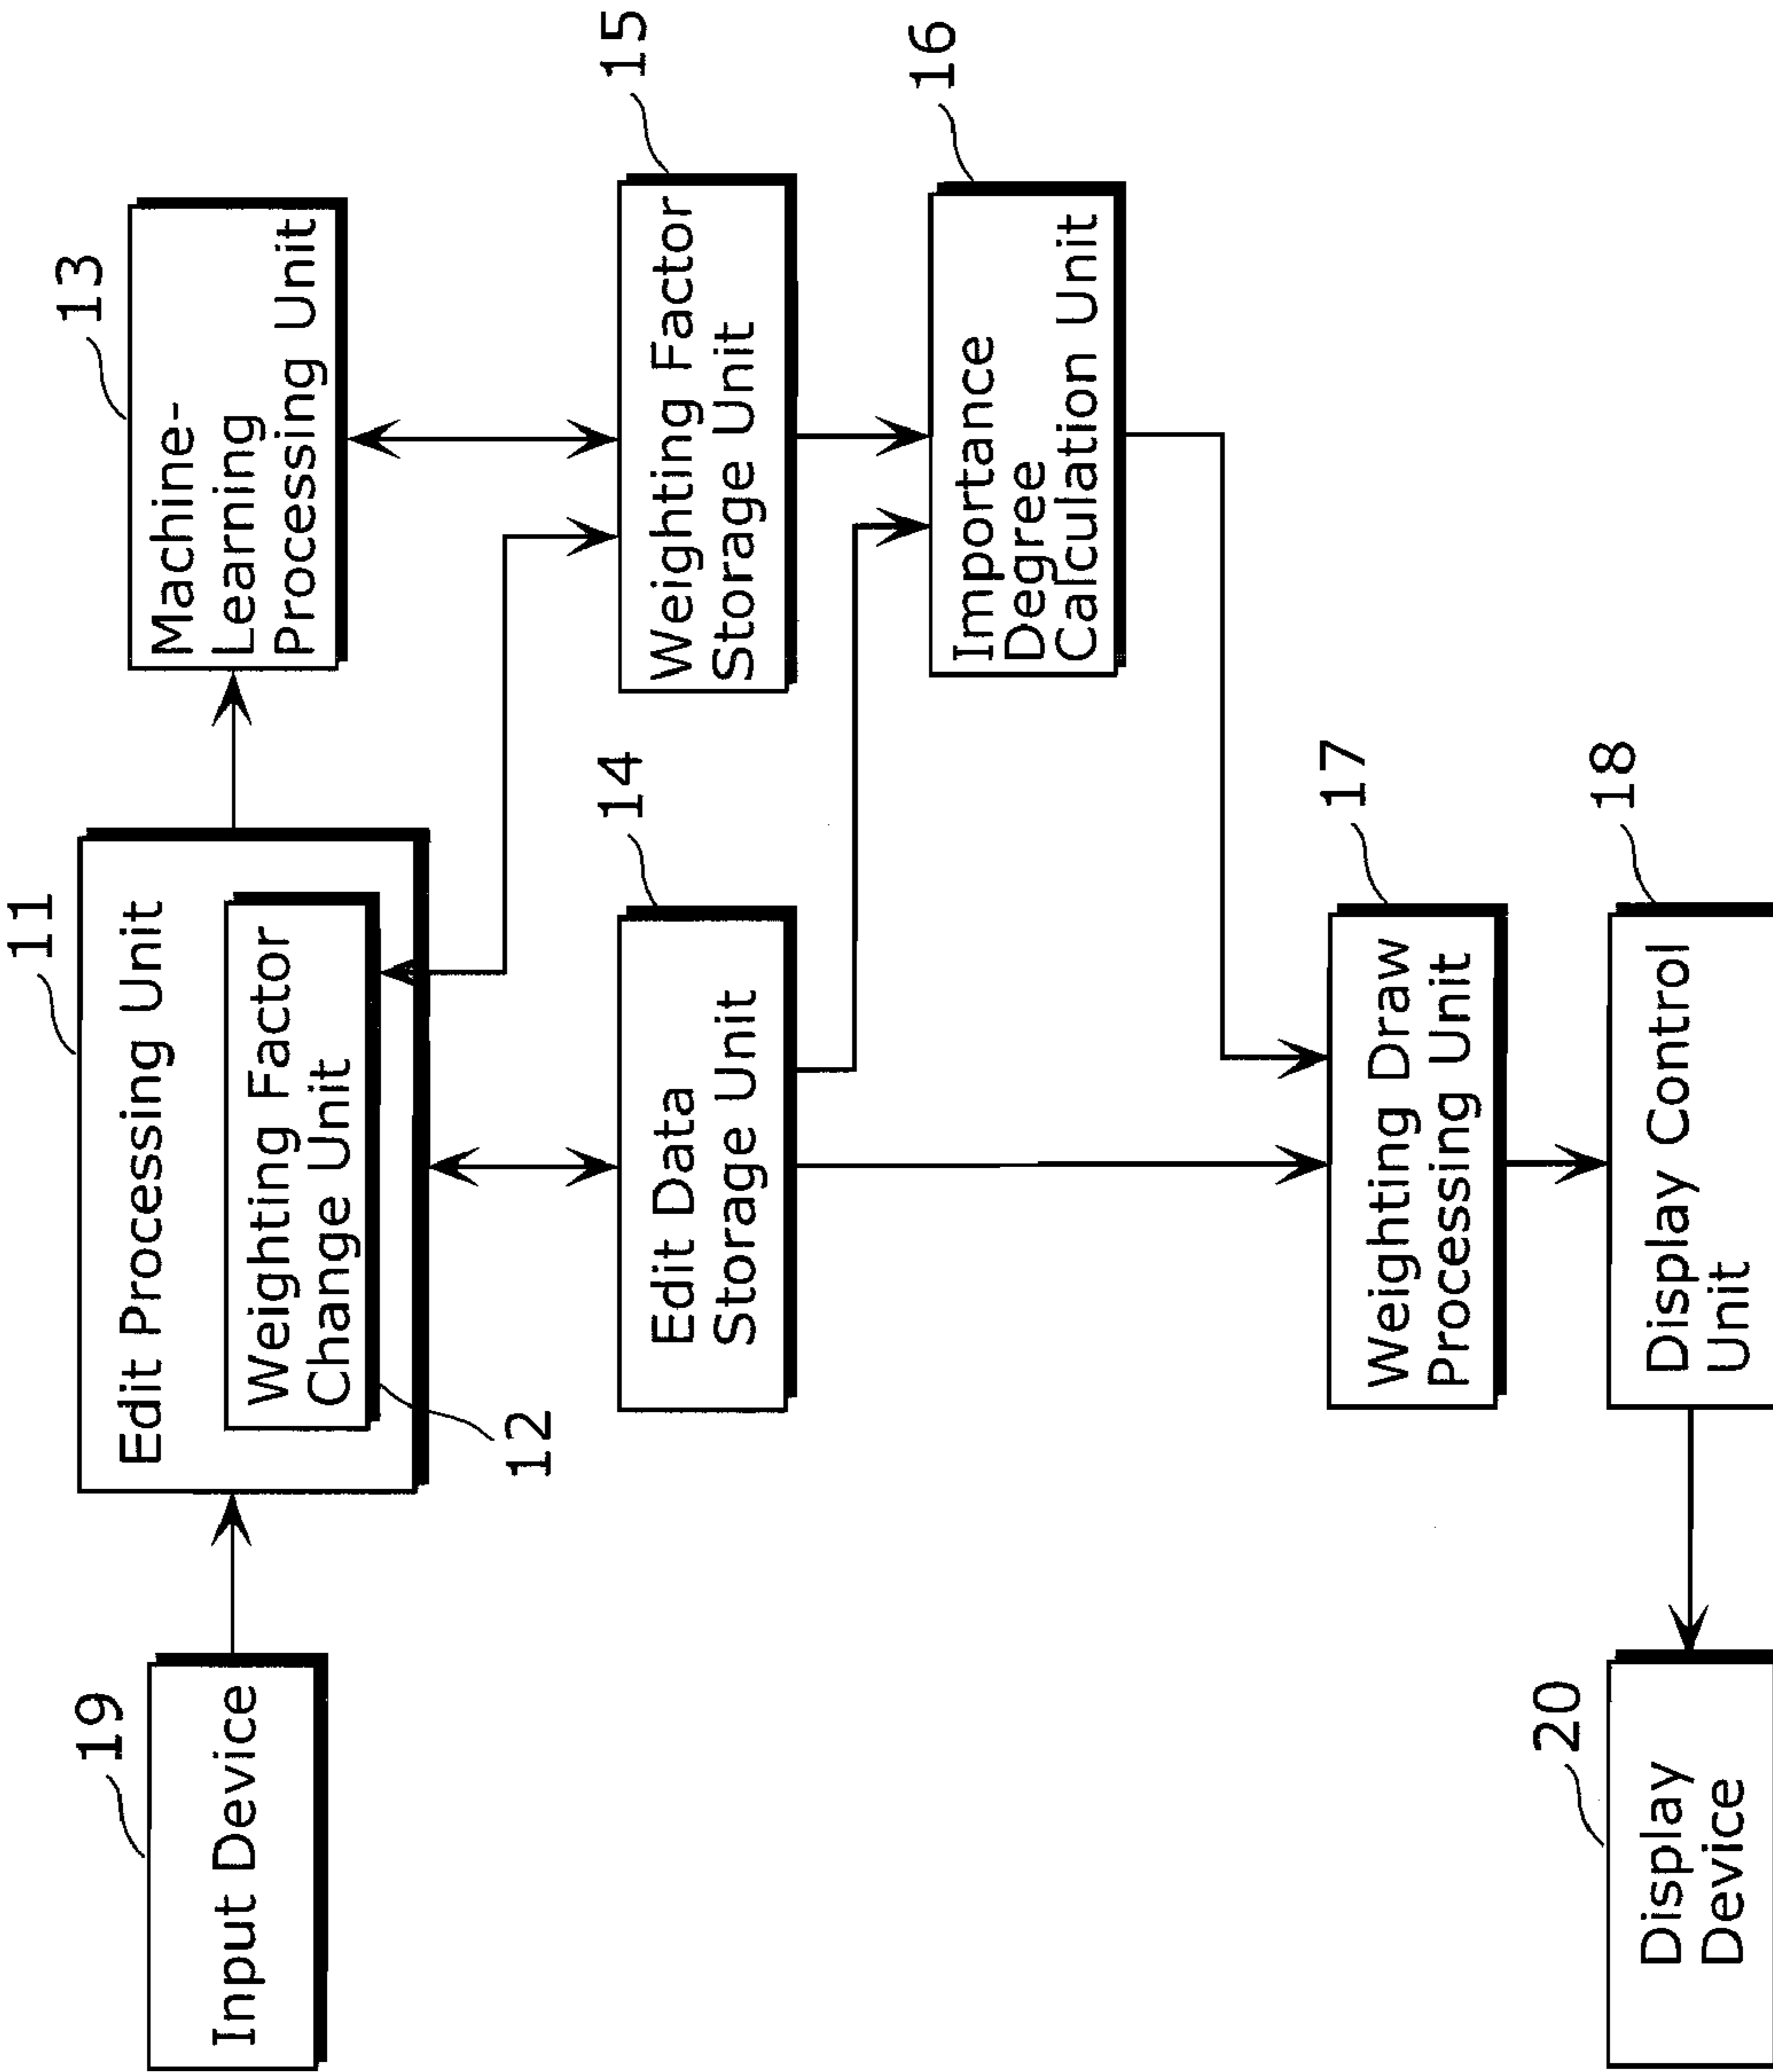 19
Input Device
11
Edit Processing Unit
Weighting Factor
Change Unit
12
13
Machine-
Learning
Processing Unit
14
Edit Data
Storage Unit
15
Weighting Factor
Storage Unit
16
Importance
Degree
Calculation Unit
17
Weighting Draw
Processing Unit
18
Display Control
Unit
20
Display
Device